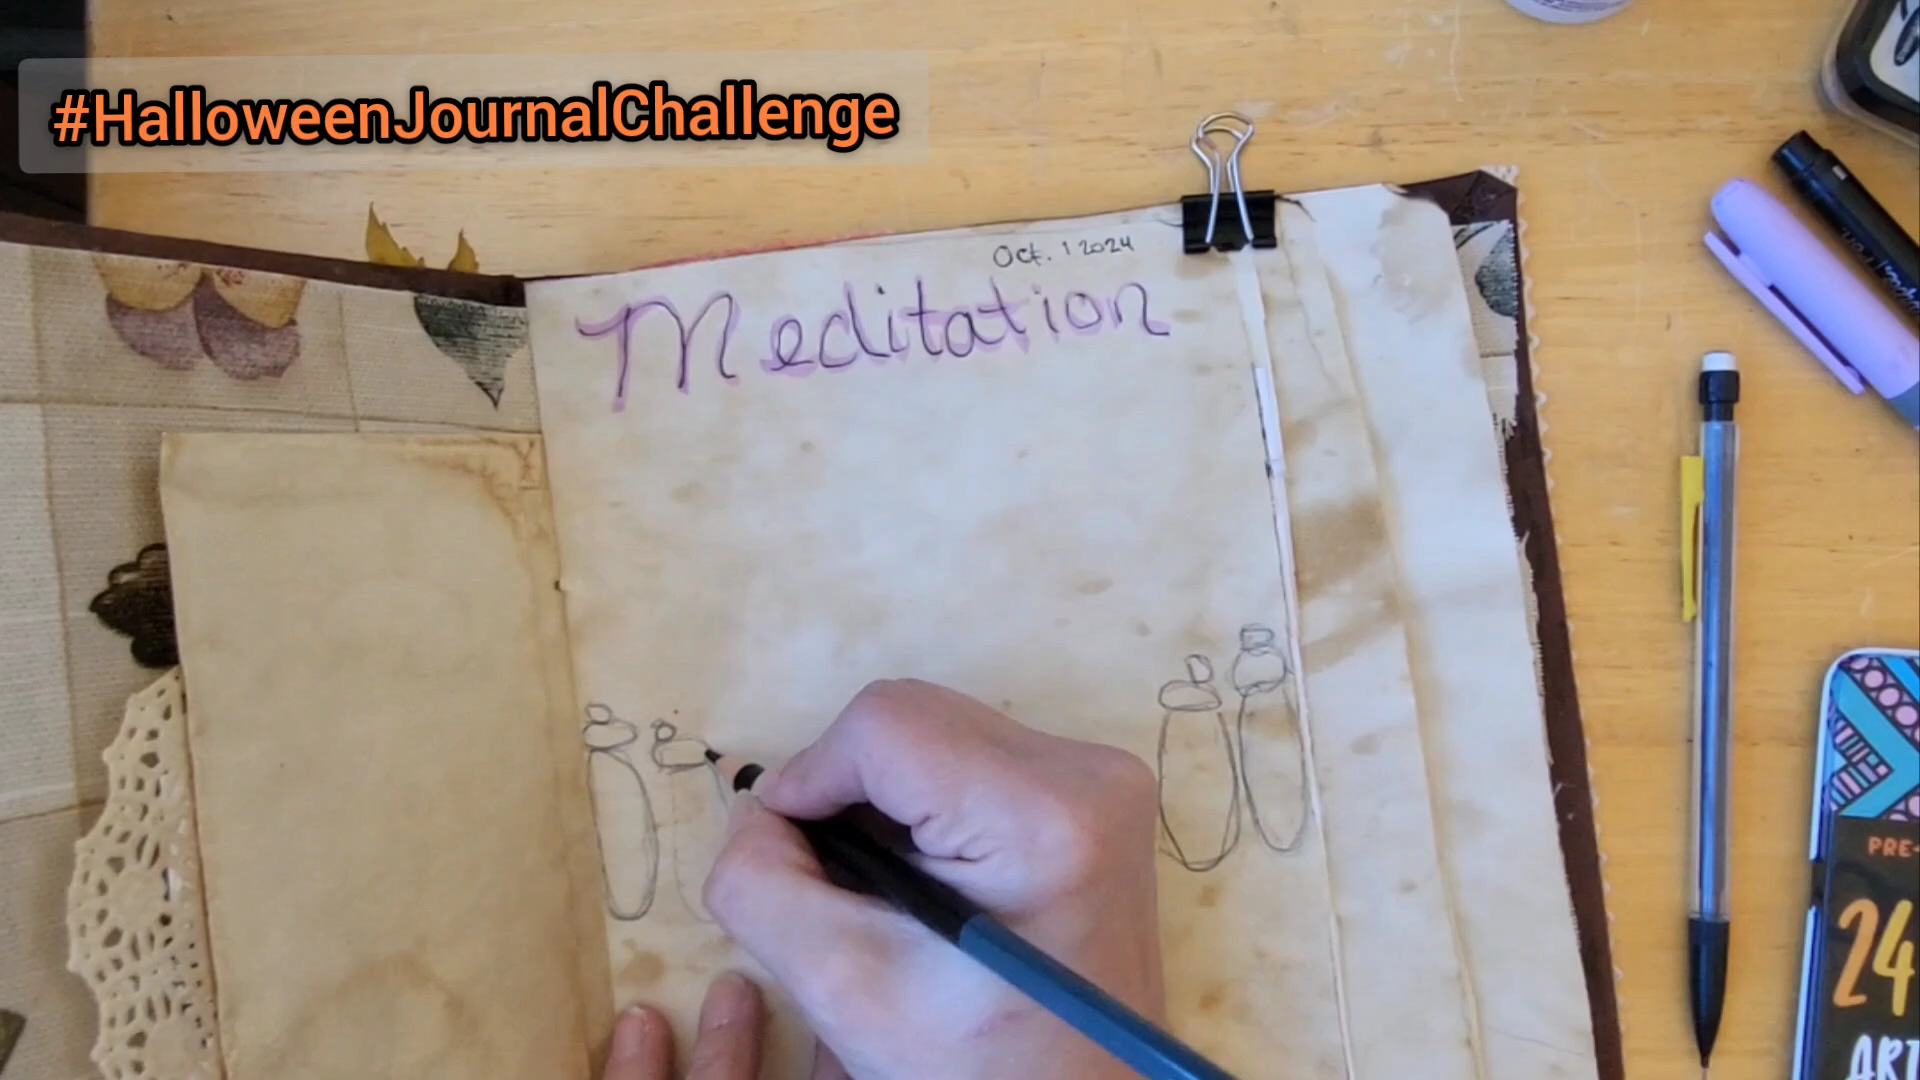 #HalloweenJournalChallenge
Oct. 1 2024
Meditation
PRE-
24
ART